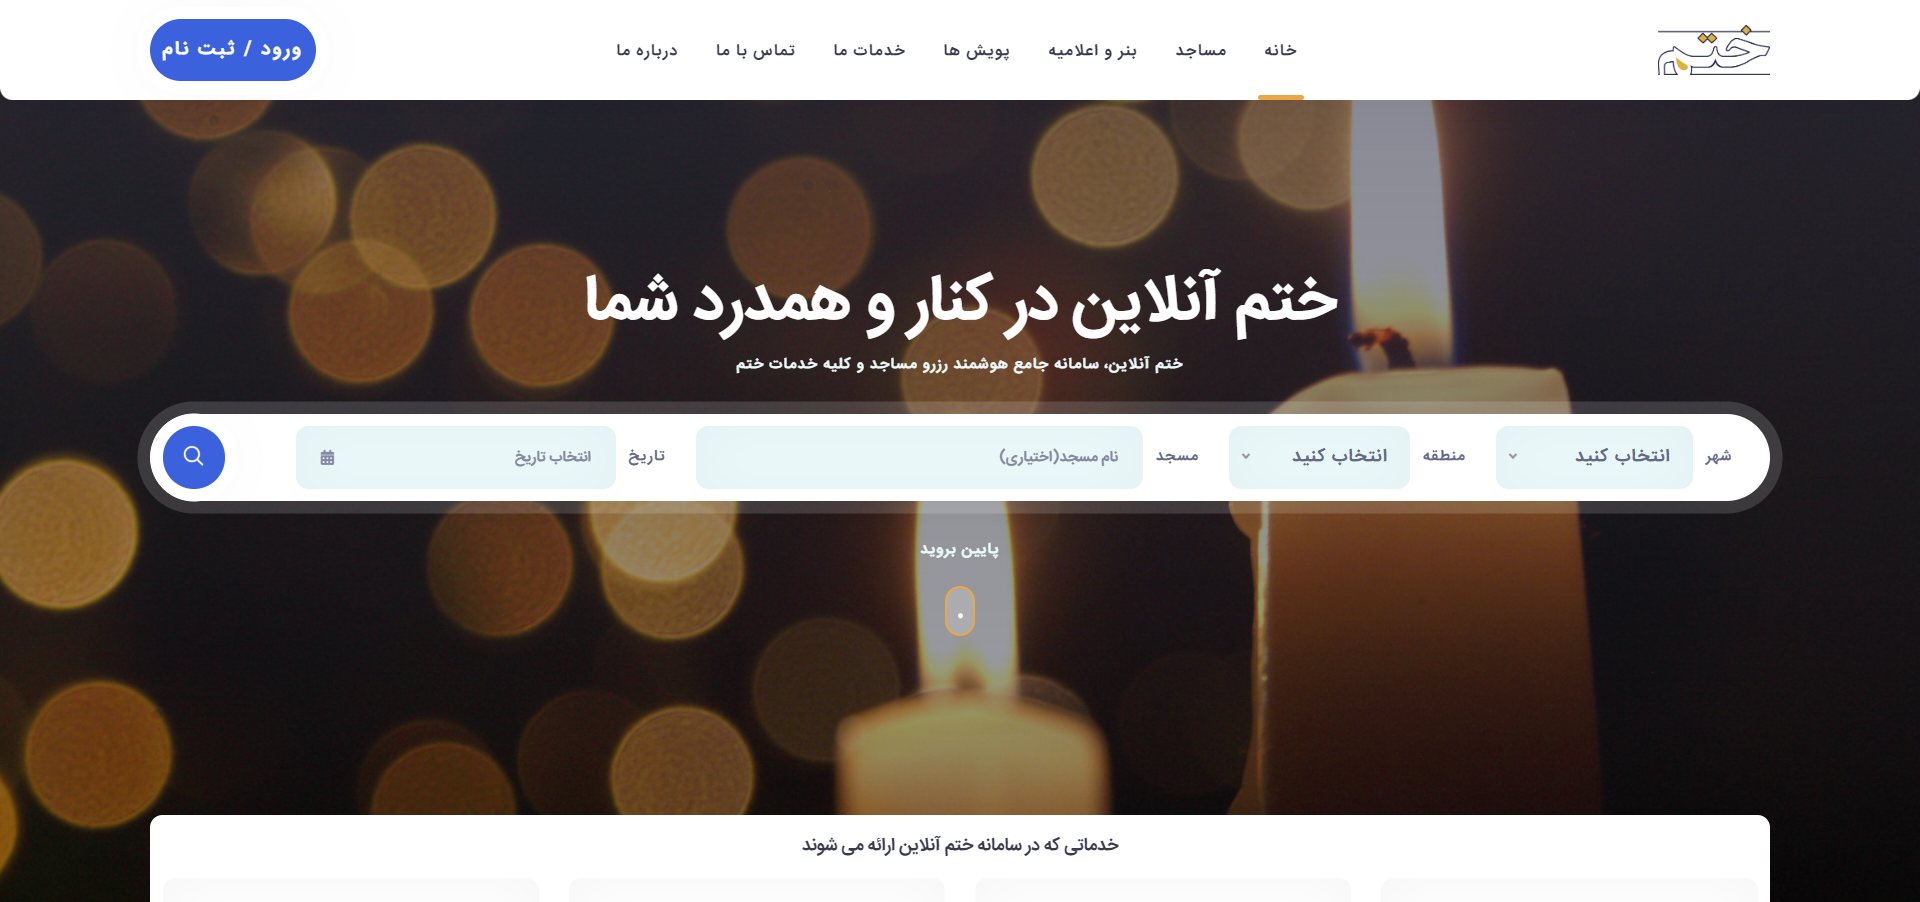 ختم
خانه
مساجد
بنر و اعلامیه
پویش ها
خدمات ما
تماس با ما
درباره ما
ورود / ثبت نام
ختم آنلاین در کنار و همدرد شما
ختم آنلاین، سامانه جامع هوشمند رزرو مساجد و کلیه خدمات ختم
شهر
انتخاب کنید
منطقه
انتخاب کنید
مسجد
نام مسجد(اختیاری)
تاریخ
انتخاب تاریخ
پایین بروید
خدماتی که در سامانه ختم آنلاین ارائه می شوند